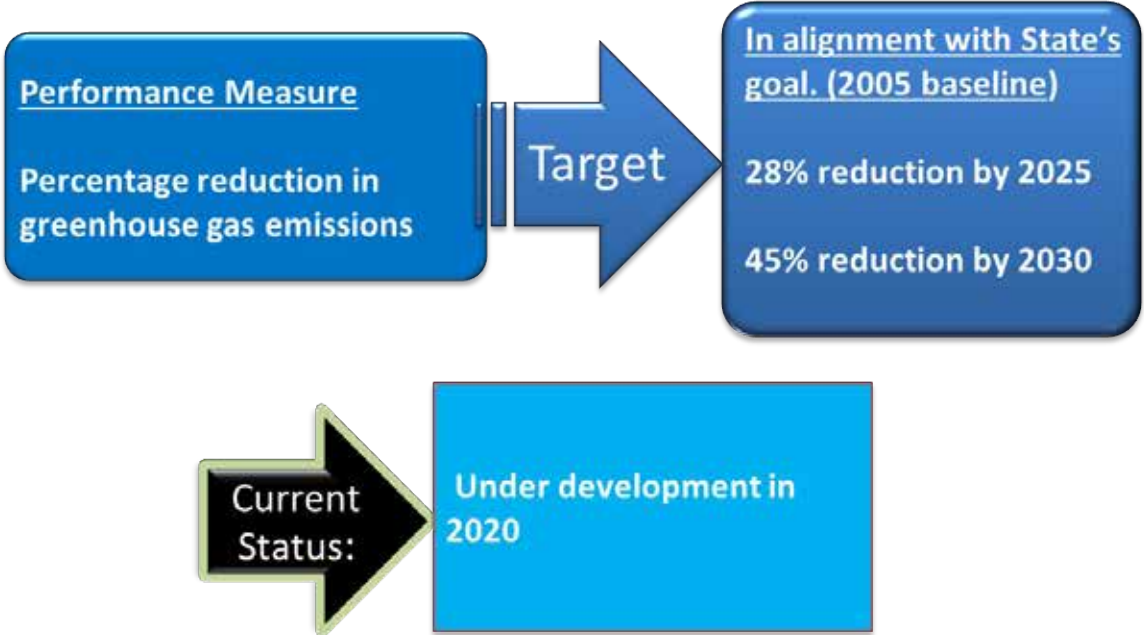 Performance Measure
Percentage reduction in
greenhouse gas emissions
Target
In alignment with State's
goal. (2005 baseline)
28% reduction by 2025
45% reduction by 2030
Current
Status:
Under development in
2020